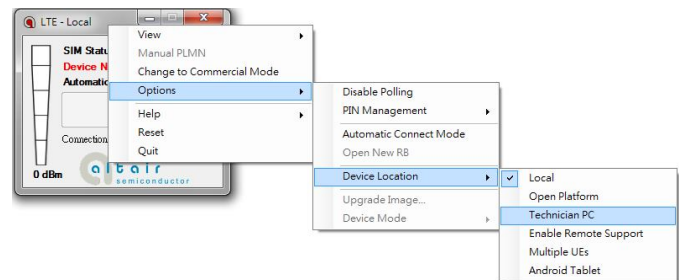 LTE - Local
SIM Statu
Device N
Automatic
Connection
0 dBm
altair
semiconductor
View
Manual PLMN
Change to Commercial Mode
Options
Help
Reset
Quit
Disable Polling
PIN Management
Automatic Connect Mode
Open New RB
Device Location
Upgrade Image...
Device Mode
Local
Open Platform
Technician PC
Enable Remote Support
Multiple UEs
Android Tablet